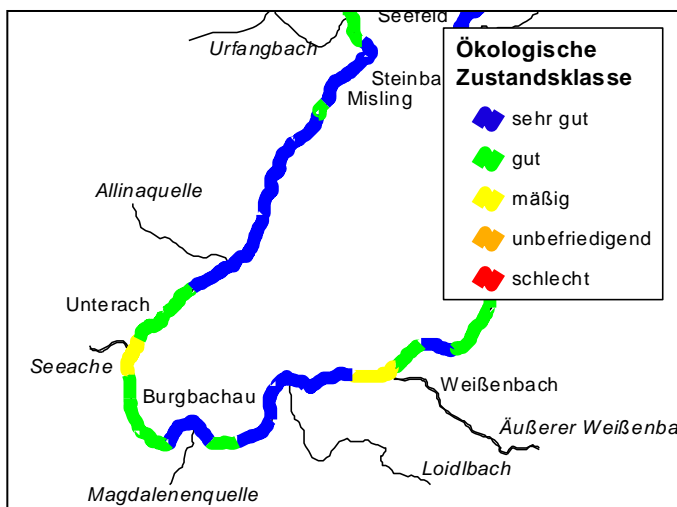 Seefeld
Urfangbach
Steinba
Misling
Ökologische
Zustandsklasse
sehr gut
gut
mäßig
unbefriedigend
schlecht
Allinaquelle
Unterach
Seeache
Burgbachau
Weißenbach
Äußerer Weißenba
Loidlbach
Magdalenenquelle